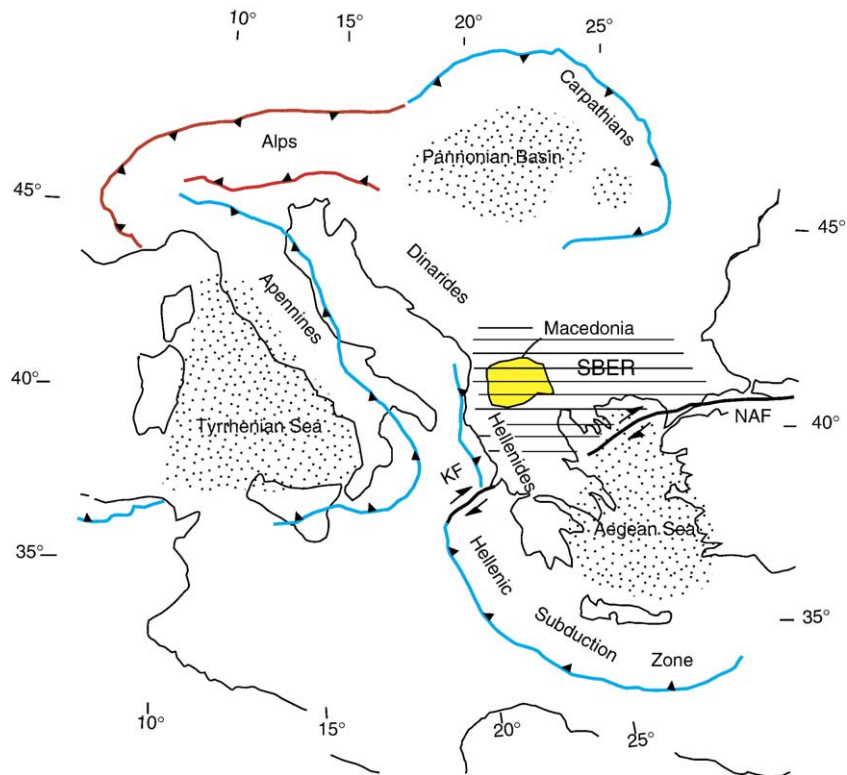 10°
15°
20°
25°
Carpathians
Alps
Pannonian Basin
45°
45°
Dinarides
Apennines
Macedonia
SBER
40°
Tyrrhenian Sea
Hellenides
NAF
40°
KF
Aegean Sea
35°
Hellenic
Subduction
Zone
35°
10°
15°
20°
25°